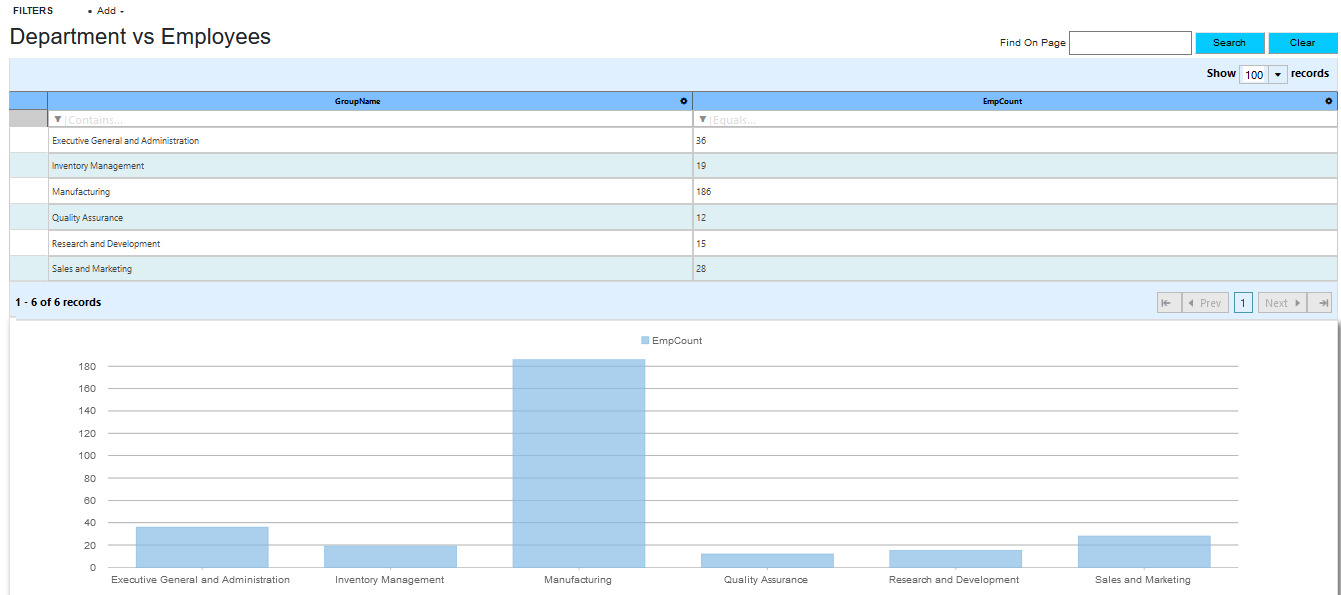 FILTERS • Add
Department vs Employees
Find On Page Search Clear
Show 100 records
GroupName EmpCount
Contains... Equals...
Executive General and Administration 36
Inventory Management 19
Manufacturing 186
Quality Assurance 12
Research and Development 15
Sales and Marketing 28
1 - 6 of 6 records Prev 1 Next
EmpCount
180
160
140
120
100
80
60
40
20
0
Executive General and Administration Inventory Management Manufacturing Quality Assurance Research and Development Sales and Marketing